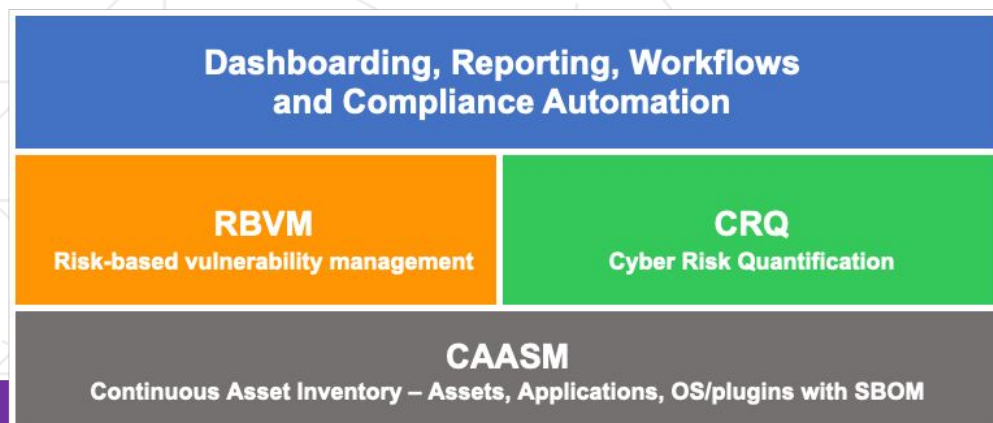 Dashboarding, Reporting, Workflows
and Compliance Automation
RBVM
Risk-based vulnerability management
CRQ
Cyber Risk Quantification
CAASM
Continuous Asset Inventory – Assets, Applications, OS/plugins with SBOM